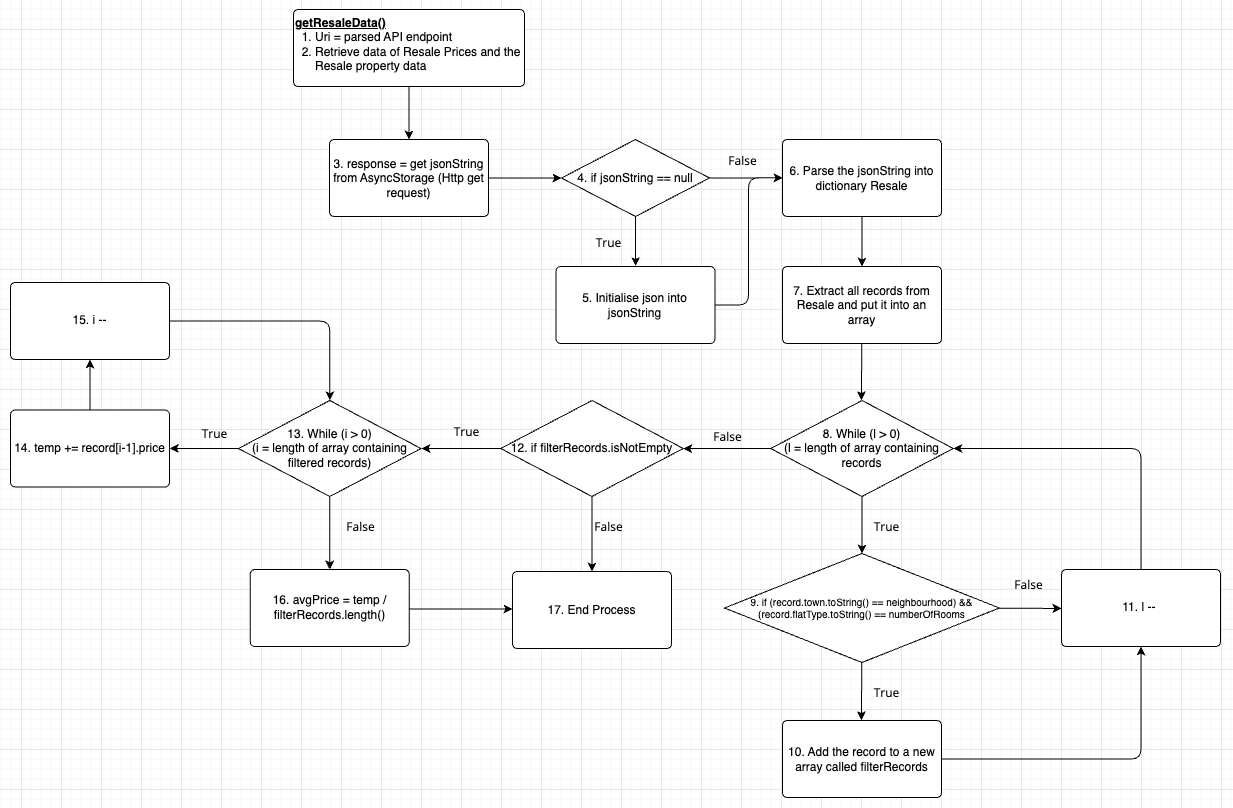 getResaleData()
1. Uri = parsed API endpoint
2. Retrieve data of Resale Prices and the
Resale property data
3. response = get jsonString
from AsyncStorage (Http get
request)
4. if jsonString == null
False
True
5. Initialise json into
jsonString
6. Parse the jsonString into
dictionary Resale
7. Extract all records from
Resale and put it into an
array
8. While (l > 0)
(l = length of array containing
records
True
False
9. if (record.town.toString() == neighbourhood) &&
(record.flatType.toString() == numberOfRooms
False
True
10. Add the record to a new
array called filterRecords
11. l --
12. if filterRecords.isNotEmpty
True
False
13. While (i > 0)
(i = length of array containing
filtered records)
True
False
14. temp += record[i-1].price
15. i --
16. avgPrice = temp /
filterRecords.length()
17. End Process